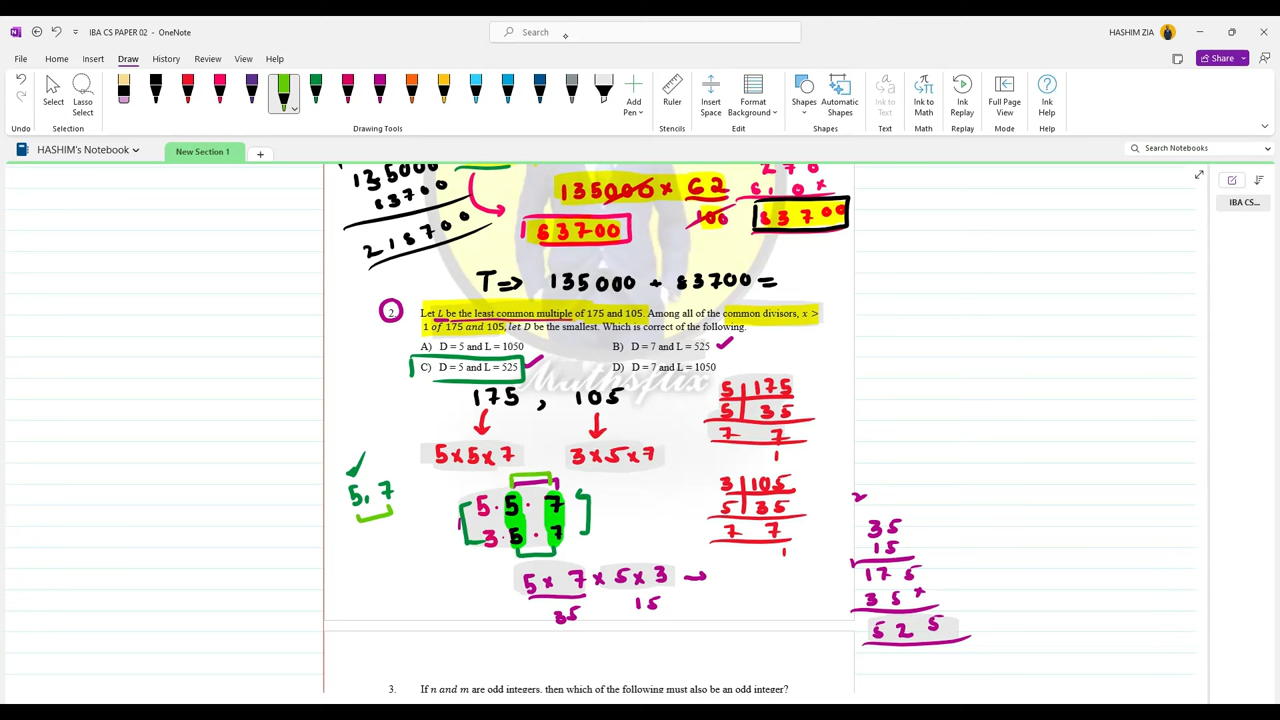 IBA CS PAPER 02 - OneNote
Search
HASHIM ZIA
File Home Insert Draw History Review View Help
Share
Undo
Select
Lasso Select
Selection
Drawing Tools
Add Pen
Ruler
Stencils
Insert Space
Format Background
Edit
Shapes
Automatic Shapes
Shapes
Ink to Text
Text
Ink to Math
Math
Ink Replay
Replay
Full Page View
Mode
Ink Help
Help
HASHIM's Notebook
New Section 1
+
Search Notebooks
IBA CS...
135000
83700
218700
135000 × 62
100
83700
270
810×
83700
T => 135000 + 83700 =
2. Let L be the least common multiple of 175 and 105. Among all of the common divisors, x >
1 of 175 and 105, let D be the smallest. Which is correct of the following.
A) D = 5 and L = 1050
B) D = 7 and L = 525
C) D = 5 and L = 525
D) D = 7 and L = 1050
Mathsflix
175 , 105
5×5×7
3×5×7
5 175
5 35
7 7
1
3 105
5 35
7 7
1
5, 7
5·5·7
3·5·7
5×7×5×3 →
35
15
2
35
15
175
35×
525
3. If n and m are odd integers, then which of the following must also be an odd integer?